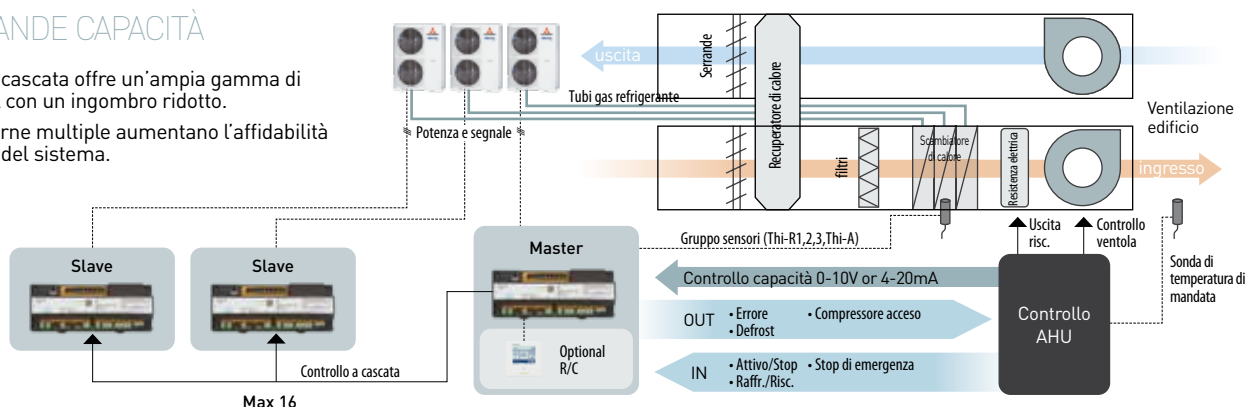 ANDE CAPACITÀ
cascata offre un'ampia gamma di
con un ingombro ridotto.
rne multiple aumentano l'affidabilità
del sistema.
uscita
Serrande
Recuperatore di calore
Tubi gas refrigerante
Potenza e segnale
filtri
Scambiatore
di calore
Resistenza elettrica
Ventilazione
edificio
ingresso
Slave
Slave
Master
Gruppo sensori (Thi-R1,2,3,Thi-A)
Uscita
risc.
Controllo
ventola
Sonda di
temperatura di
mandata
Controllo capacità 0-10V or 4-20mA
OUT
• Errore
• Defrost
• Compressore acceso
Controllo
AHU
IN
• Attivo/Stop
• Raffr./Risc.
• Stop di emergenza
Optional
R/C
Controllo a cascata
Max 16